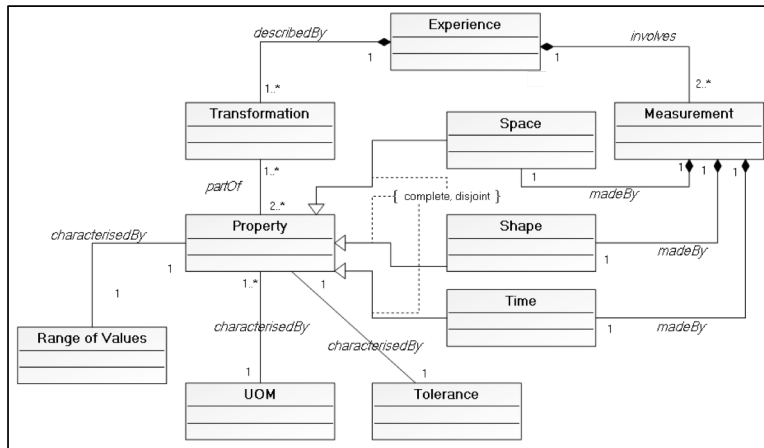 Experience
describedBy
involves
1
1
1..*
2..*
Transformation
Space
Measurement
1..*
1
1
1
1
partOf
madeBy
{ complete, disjoint }
2..*
Property
Shape
characterisedBy
madeBy
1
1
1
1..*
Time
1
characterisedBy
1
madeBy
Range of Values
characterisedBy
1
1
UOM
Tolerance